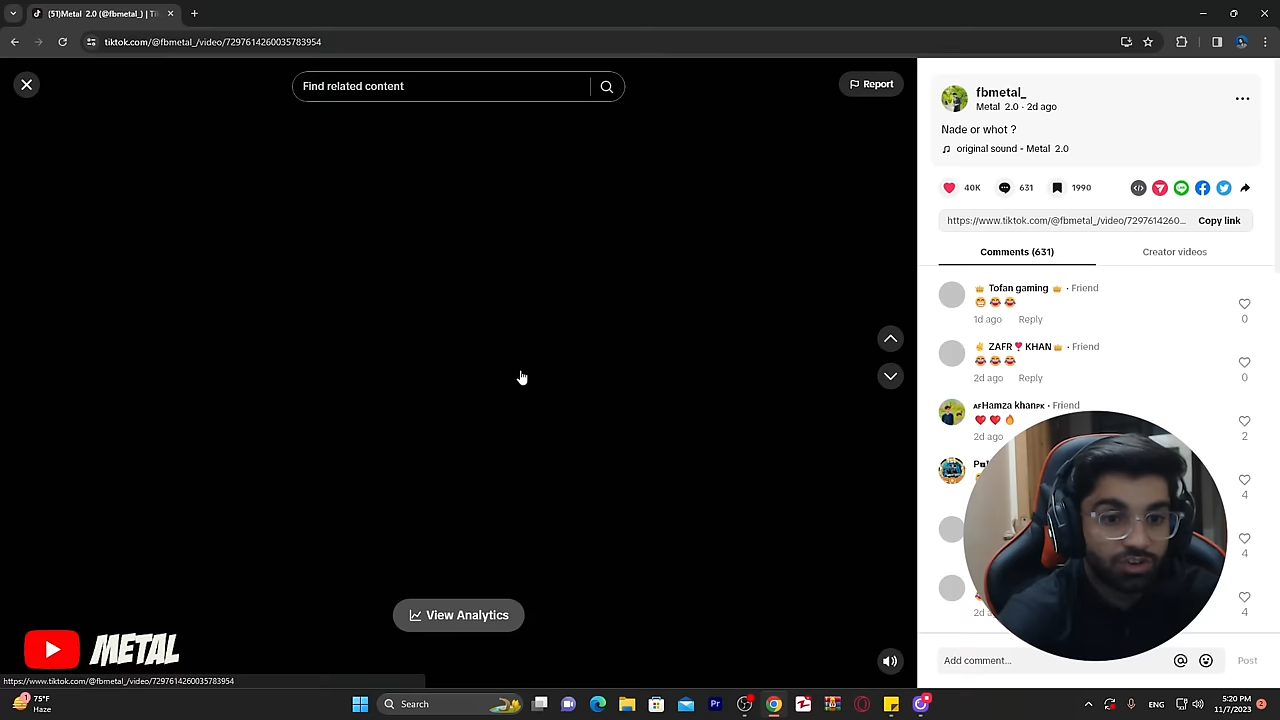 (51)Metal 2.0 (@fbmetal_) | Ti
tiktok.com/@fbmetal_/video/7297614260035783954
Find related content
Report
fbmetal_
Metal 2.0 · 2d ago
Nade or whot ?
original sound - Metal 2.0
40K
631
1990
https://www.tiktok.com/@fbmetal_/video/7297614260...
Copy link
Comments (631)
Creator videos
Tofan gaming · Friend
1d ago Reply
0
ZAFR KHAN · Friend
2d ago Reply
0
AFHamza khanPK · Friend
2d ago
2
4
4
2d
4
View Analytics
METAL
Add comment...
Post
https://www.tiktok.com/@fbmetal_/video/7297614260035783954
75°F
Haze
Search
Pr
ENG
5:20 PM
11/7/2023
2